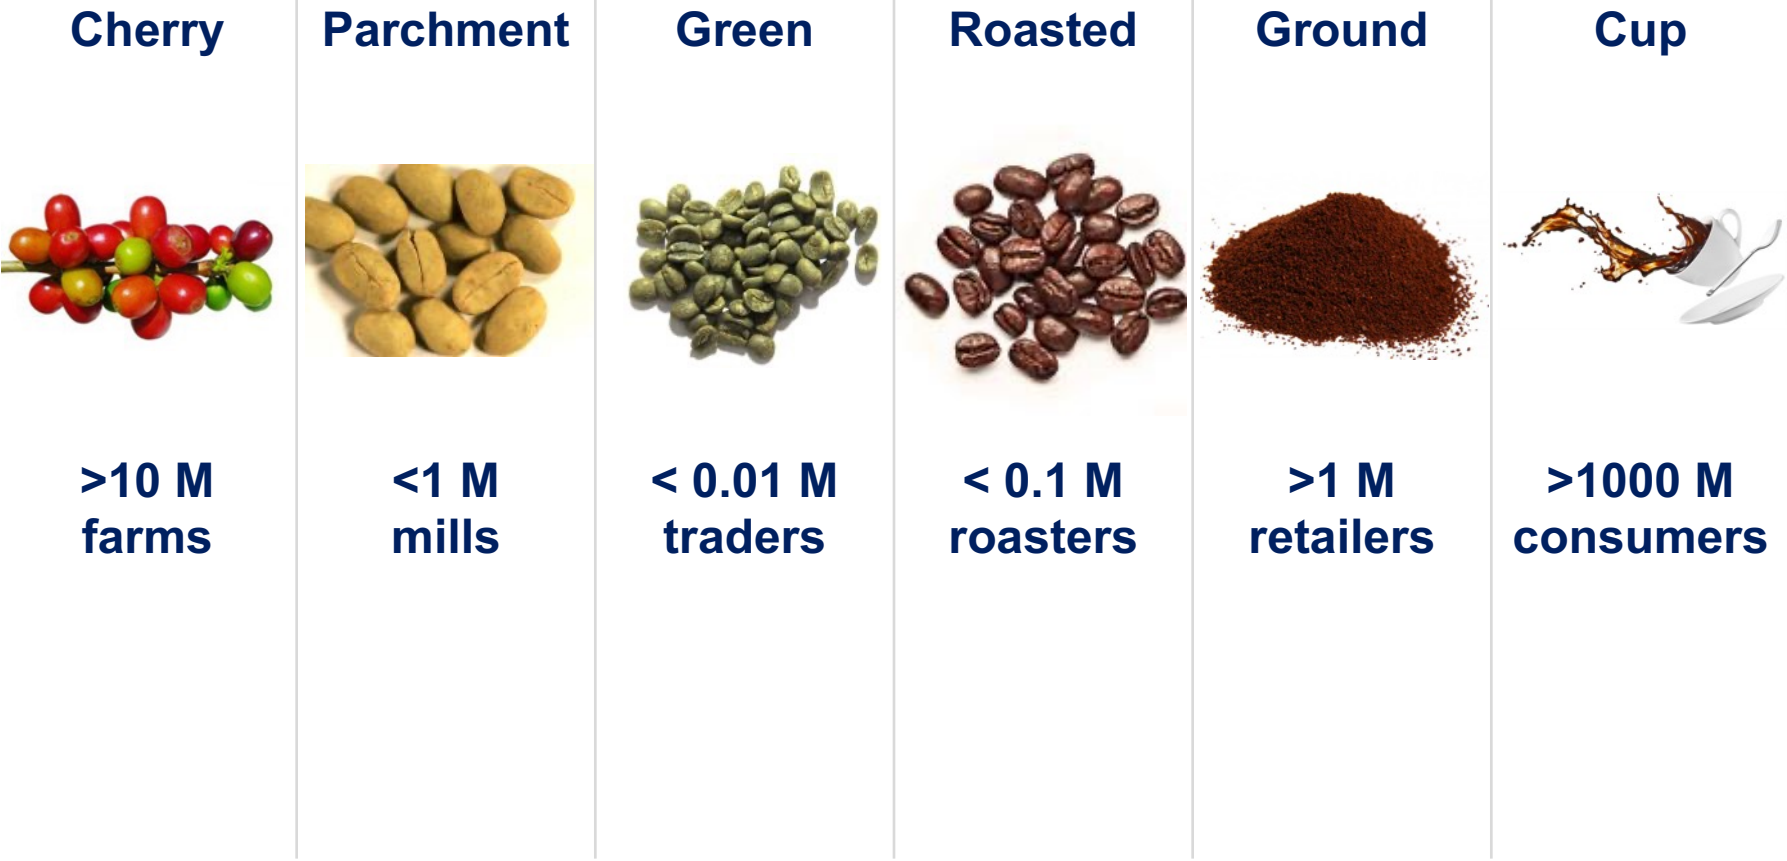 Cherry
Parchment
Green
Roasted
Ground
Cup
>10 M
farms
<1 M
mills
< 0.01 M
traders
< 0.1 M
roasters
>1 M
retailers
>1000 M
consumers